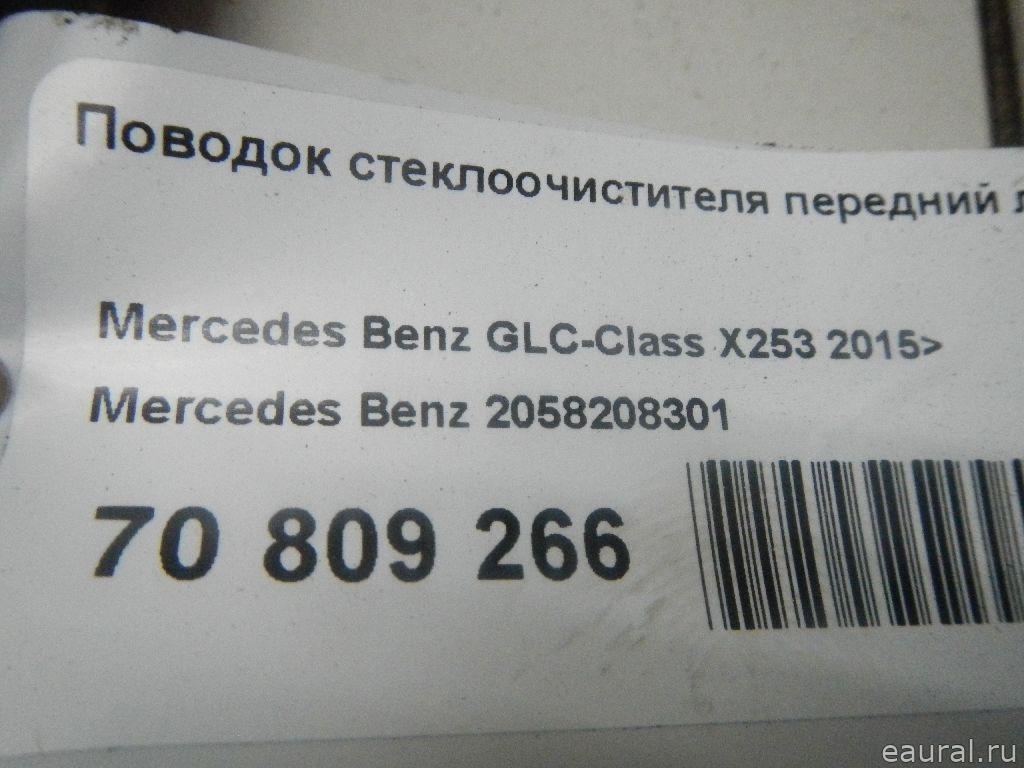 Поводок стеклоочистителя передний
Mercedes Benz GLC-Class X253 2015>
Mercedes Benz 2058208301
70 809 266
eaural.ru